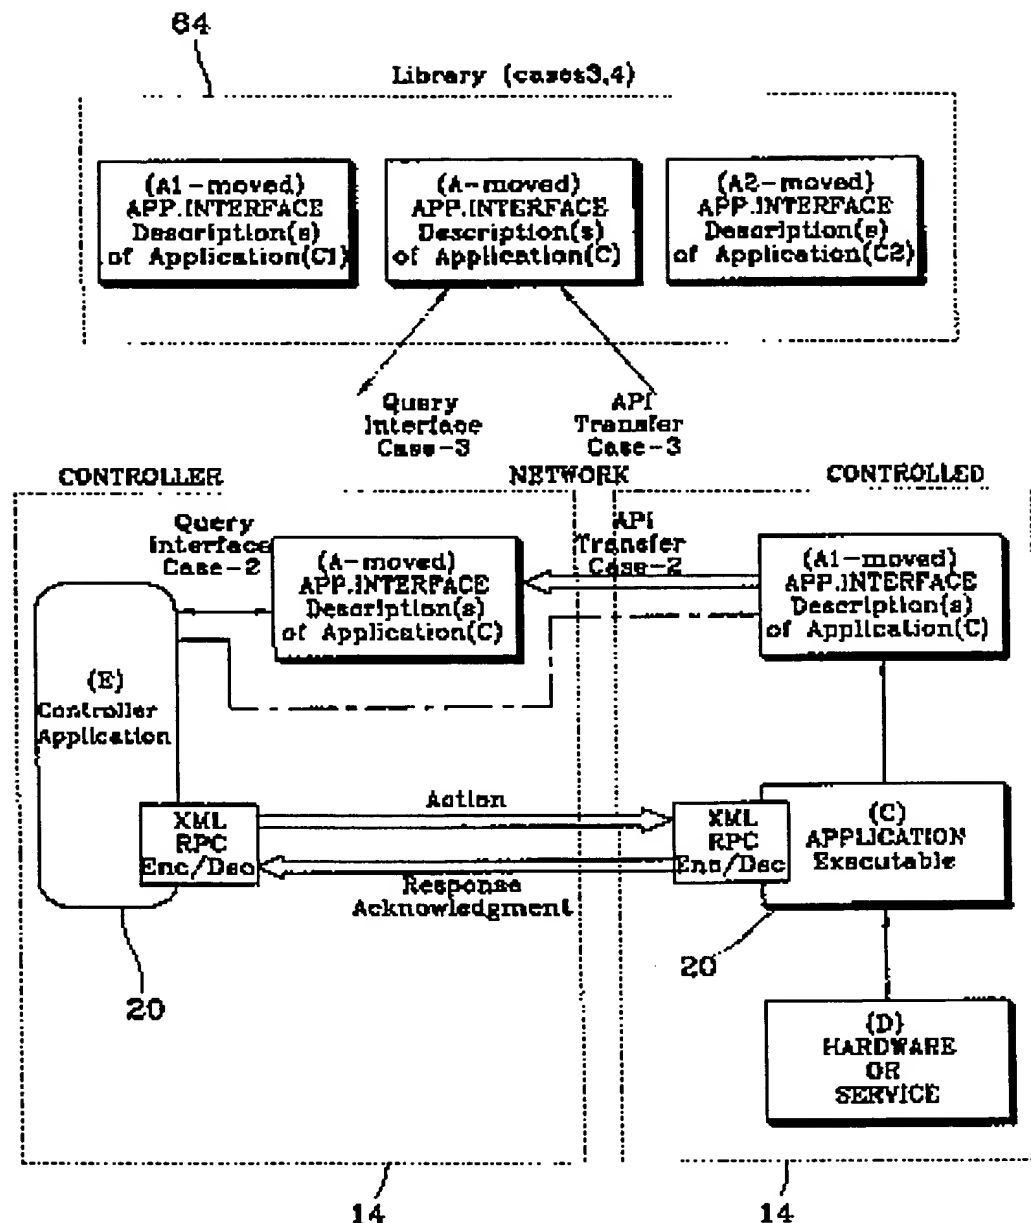 64
Library (cases3,4)
(A1-moved)
APP.INTERFACE
Description(s)
of Application(C1)
(A-moved)
APP.INTERFACE
Description(s)
of Application(C)
(A2-moved)
APP.INTERFACE
Description(s)
of Application(C2)
Query
Interface
Case-3
API
Transfer
Case-3
CONTROLLER
NETWORK
CONTROLLED
Query
Interface
Case-2
(A-moved)
APP.INTERFACE
Description(s)
of Application(C)
API
Transfer
Case-2
(A1-moved)
APP.INTERFACE
Description(s)
of Application(C)
(E)
Controller
Application
XML
RPC
Enc/Dec
Action
Response
Acknowledgment
XML
RPC
Enc/Dec
(C)
APPLICATION
Executable
20
20
(D)
HARDWARE
OR
SERVICE
14
14